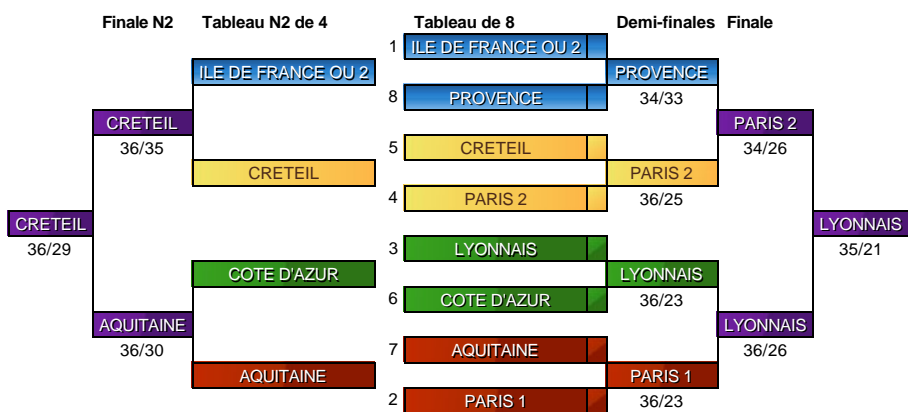 Finale N2 Tableau N2 de 4 Tableau de 8 Demi-finales Finale
1 ILE DE FRANCE OU 2
ILE DE FRANCE OU 2 PROVENCE
8 PROVENCE 34/33
CRETEIL PARIS 2
36/35 5 CRETEIL 34/26
CRETEIL PARIS 2
4 PARIS 2 36/25
CRETEIL LYONNAIS
36/29 3 LYONNAIS 35/21
COTE D'AZUR LYONNAIS
6 COTE D'AZUR 36/23
AQUITAINE LYONNAIS
36/30 7 AQUITAINE 36/26
AQUITAINE PARIS 1
2 PARIS 1 36/23